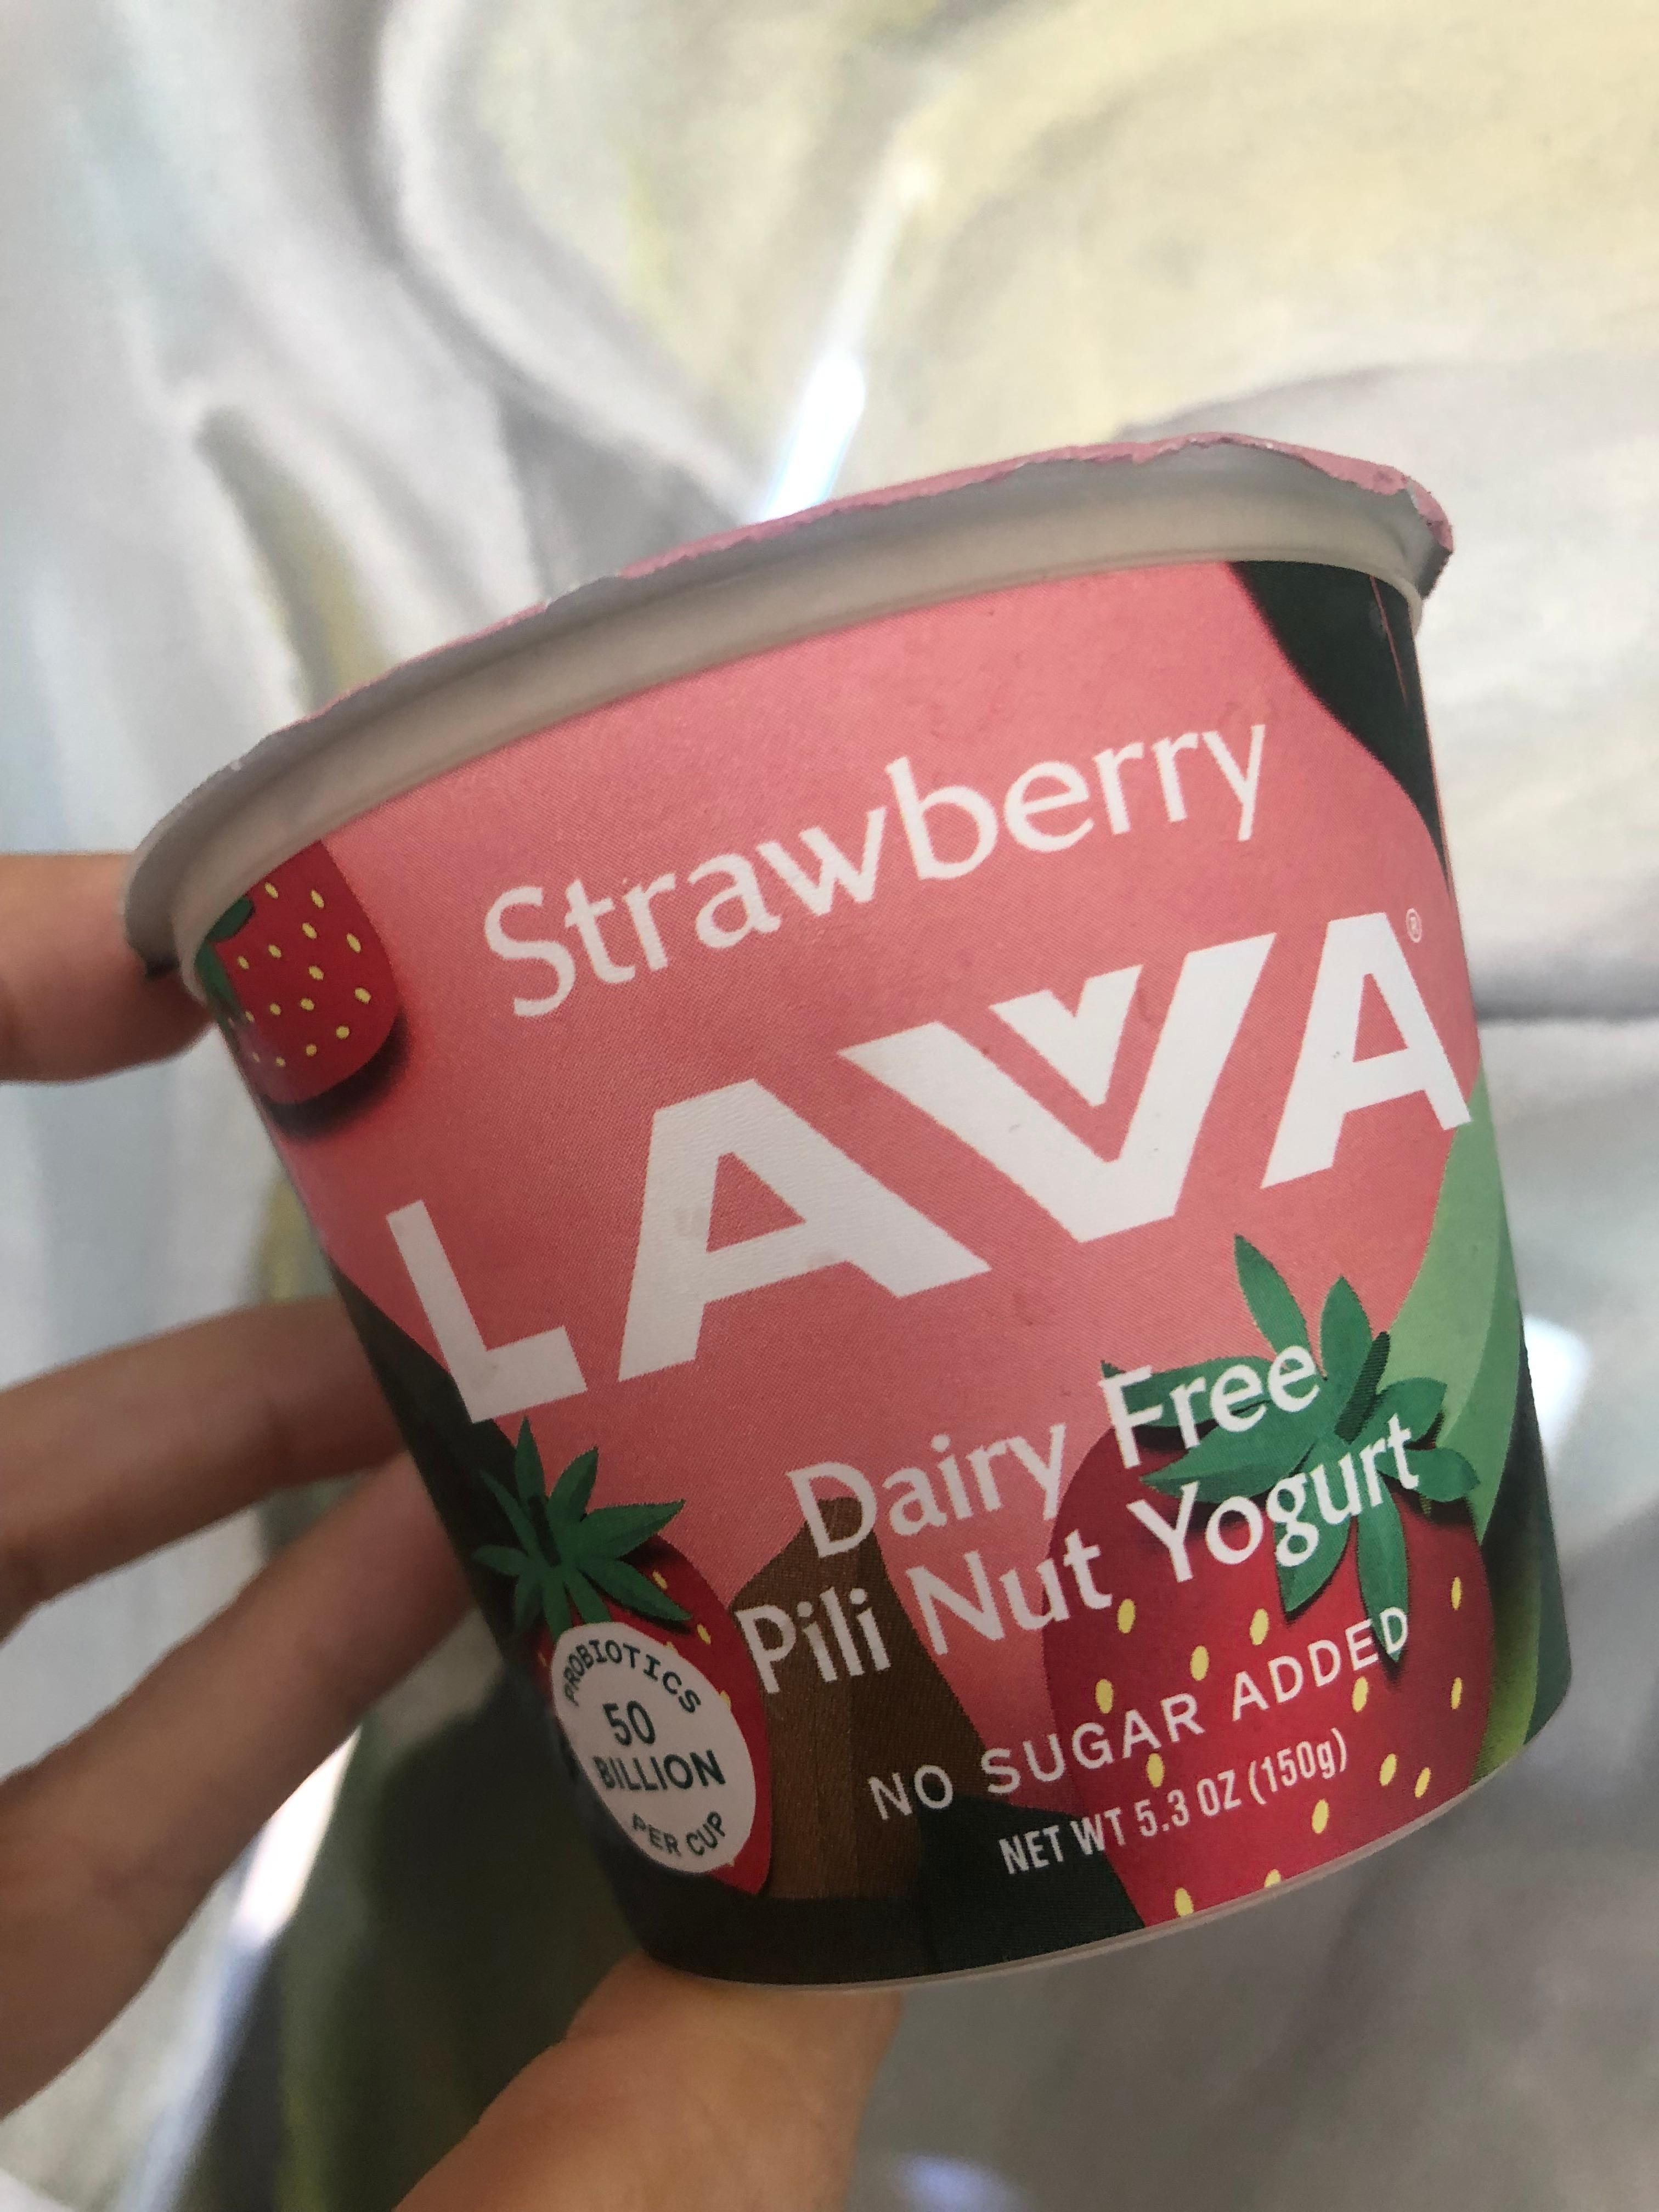 Strawberry
LAVA®
Dairy Free
Pili Nut Yogurt
NO SUGAR ADDED
NET WT 5.3 OZ (150g)
PROBIOTICS
50
BILLION
PER CUP